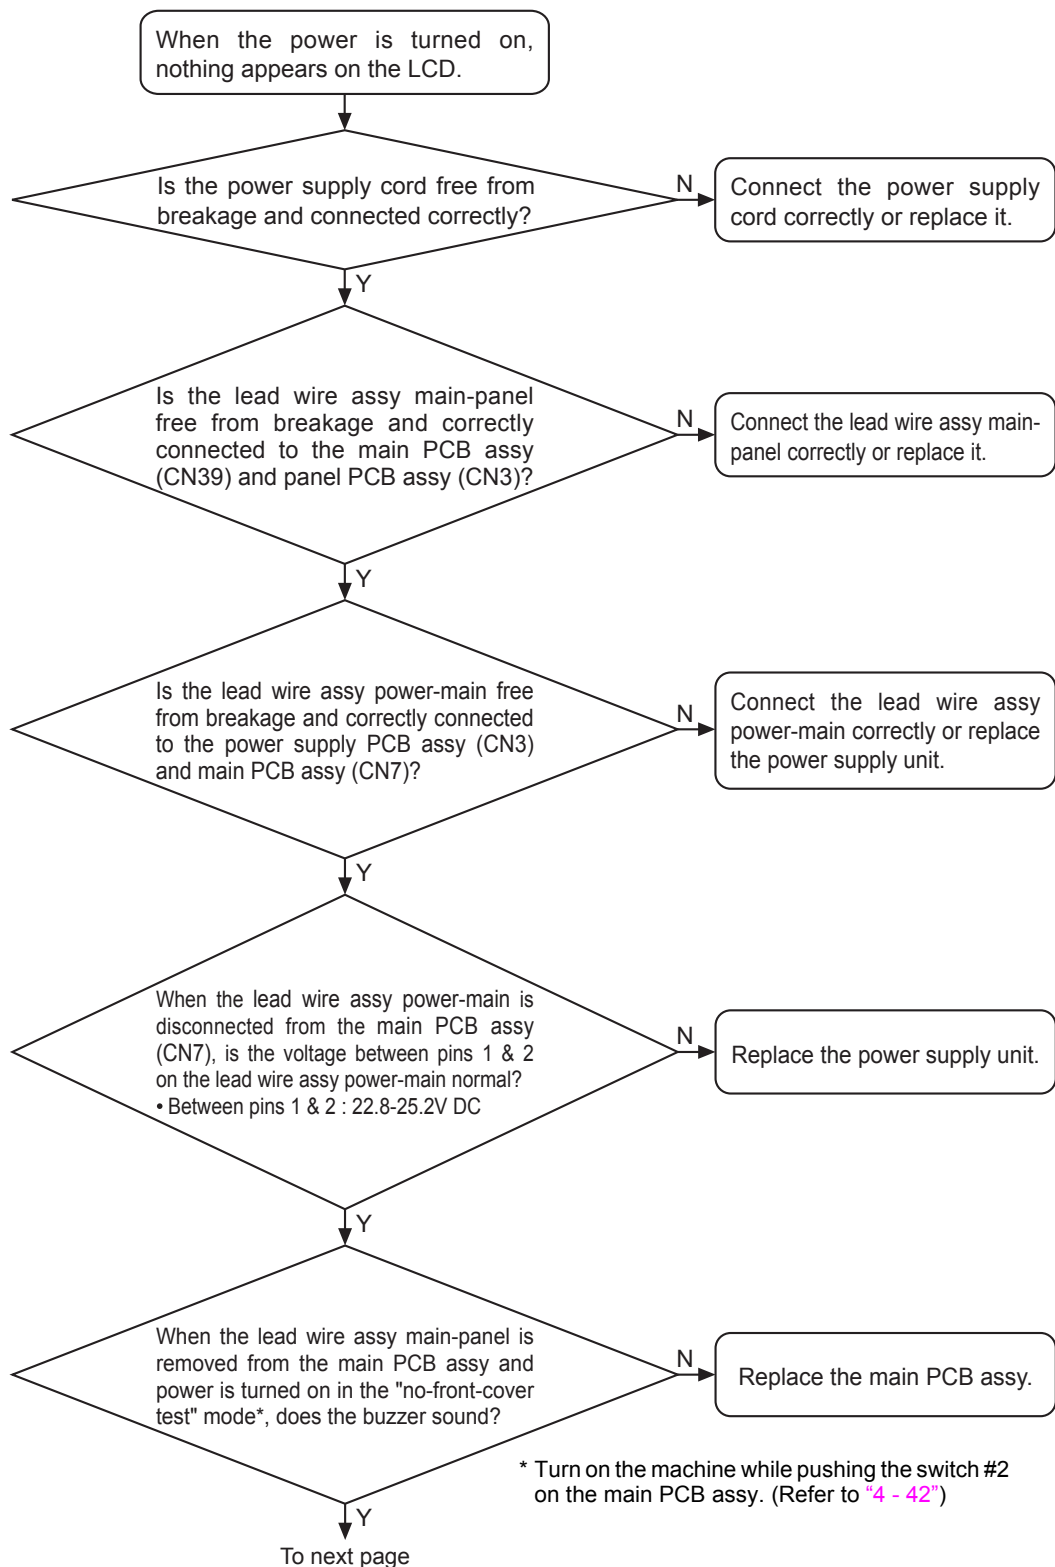 When the power is turned on,
nothing appears on the LCD.
Is the power supply cord free from
breakage and connected correctly?
N
Connect the power supply
cord correctly or replace it.
Y
Is the lead wire assy main-panel
free from breakage and correctly
connected to the main PCB assy
(CN39) and panel PCB assy (CN3)?
N
Connect the lead wire assy main-
panel correctly or replace it.
Y
Is the lead wire assy power-main free
from breakage and correctly connected
to the power supply PCB assy (CN3)
and main PCB assy (CN7)?
N
Connect the lead wire assy
power-main correctly or replace
the power supply unit.
Y
When the lead wire assy power-main is
disconnected from the main PCB assy
(CN7), is the voltage between pins 1 & 2
on the lead wire assy power-main normal?
• Between pins 1 & 2 : 22.8-25.2V DC
N
Replace the power supply unit.
Y
When the lead wire assy main-panel is
removed from the main PCB assy and
power is turned on in the "no-front-cover
test" mode*, does the buzzer sound?
N
Replace the main PCB assy.
* Turn on the machine while pushing the switch #2
on the main PCB assy. (Refer to “4 - 42”)
Y
To next page